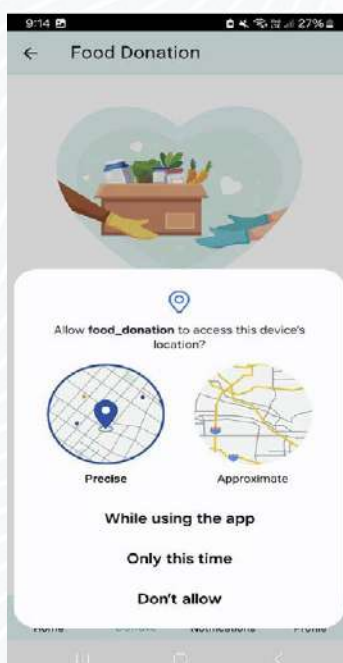 9:14 27%
Food Donation
Allow food_donation to access this device's
location?
Precise Approximate
While using the app
Only this time
Don't allow
Home Donate Notifications Profile